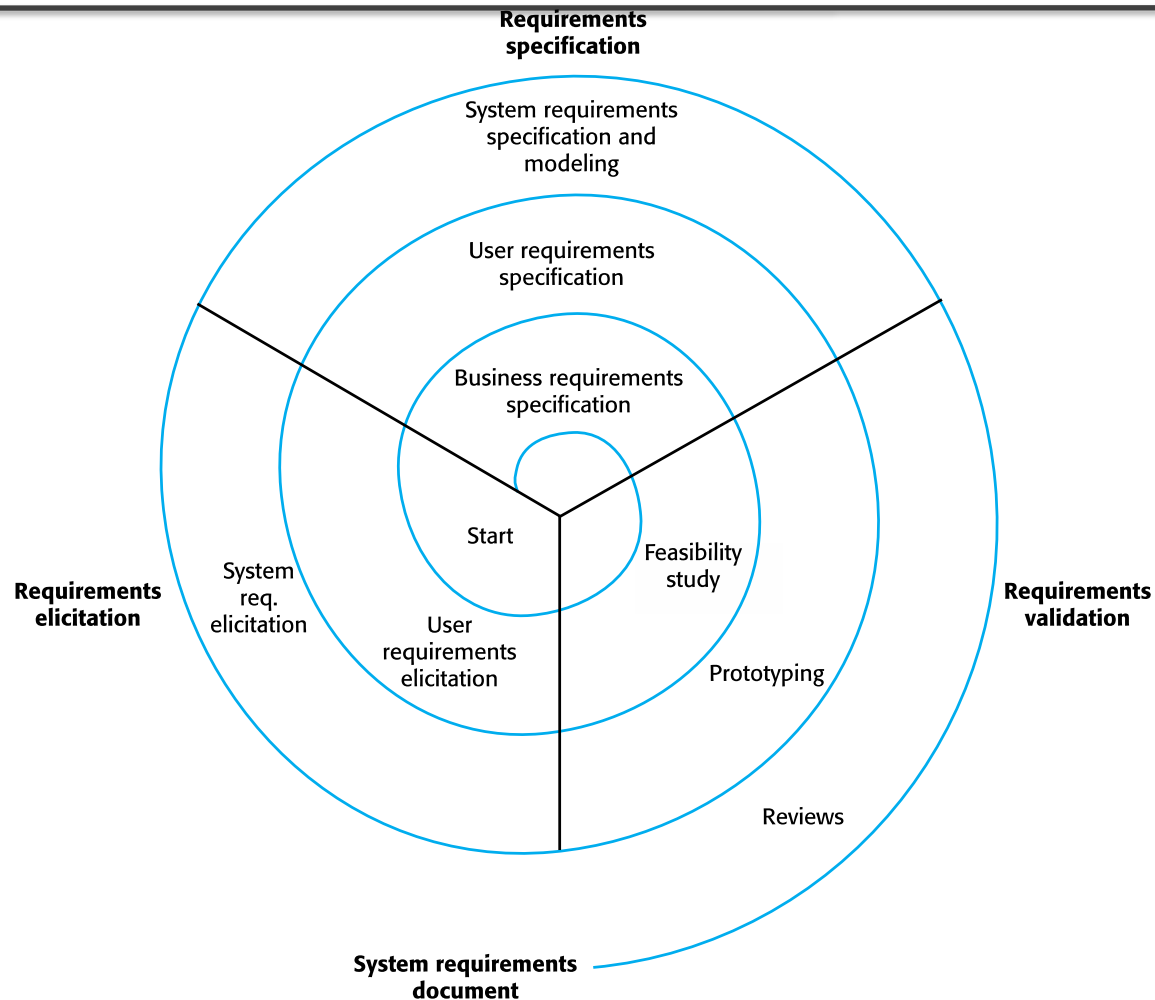 Requirements
specification
System requirements
specification and
modeling
User requirements
specification
Business requirements
specification
Start
Feasibility
study
System
req.
elicitation
Requirements
elicitation
Requirements
validation
User
requirements
elicitation
Prototyping
Reviews
System requirements
document